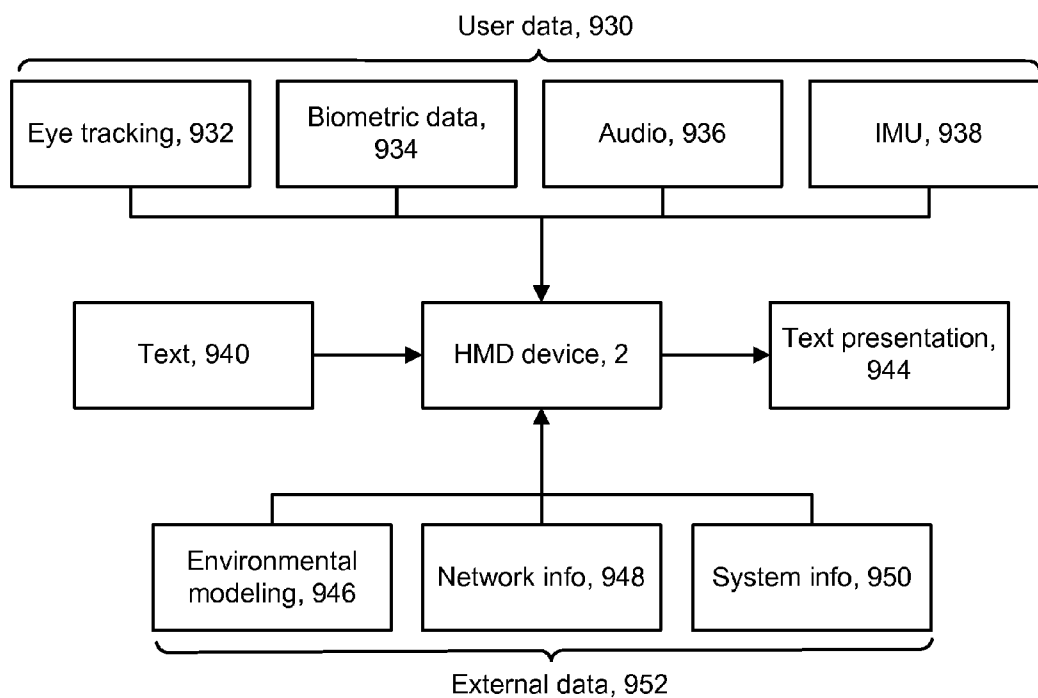 User data, 930
Eye tracking, 932
Biometric data,
934
Audio, 936
IMU, 938
Text, 940
HMD device, 2
Text presentation,
944
Environmental
modeling, 946
Network info, 948
System info, 950
External data, 952